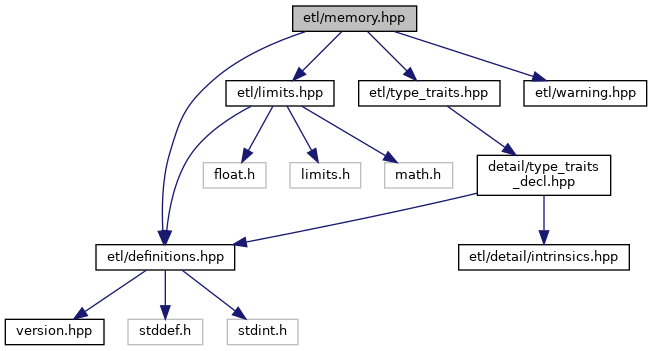 etl/memory.hpp
etl/limits.hpp
etl/type_traits.hpp
etl/warning.hpp
float.h
limits.h
math.h
detail/type_traits
_decl.hpp
etl/definitions.hpp
etl/detail/intrinsics.hpp
version.hpp
stddef.h
stdint.h